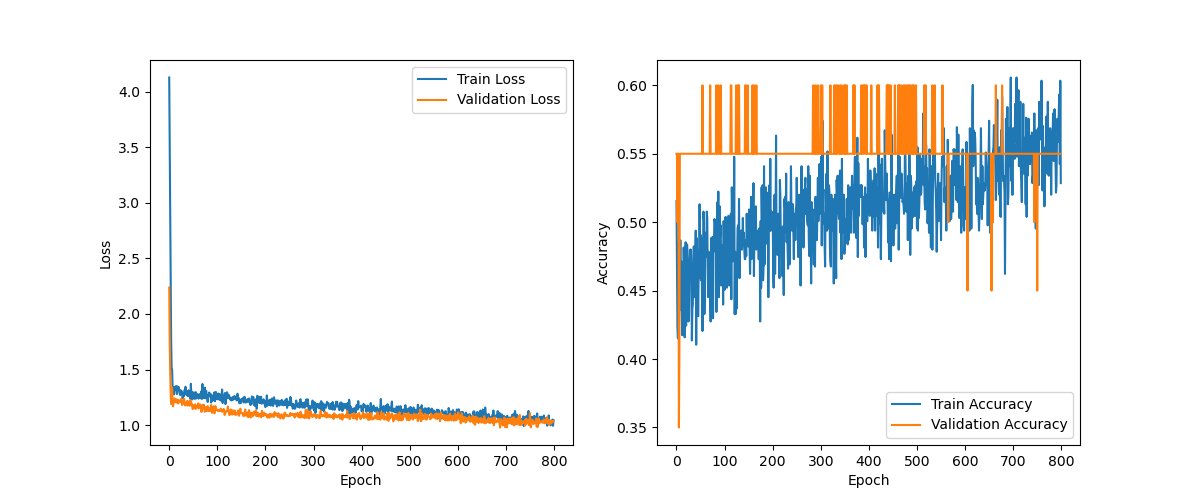 4.0
3.5
3.0
2.5
2.0
1.5
1.0
Loss
0 100 200 300 400 500 600 700 800
Epoch
Train Loss
Validation Loss
0.60
0.55
0.50
0.45
0.40
0.35
Accuracy
0 100 200 300 400 500 600 700 800
Epoch
Train Accuracy
Validation Accuracy